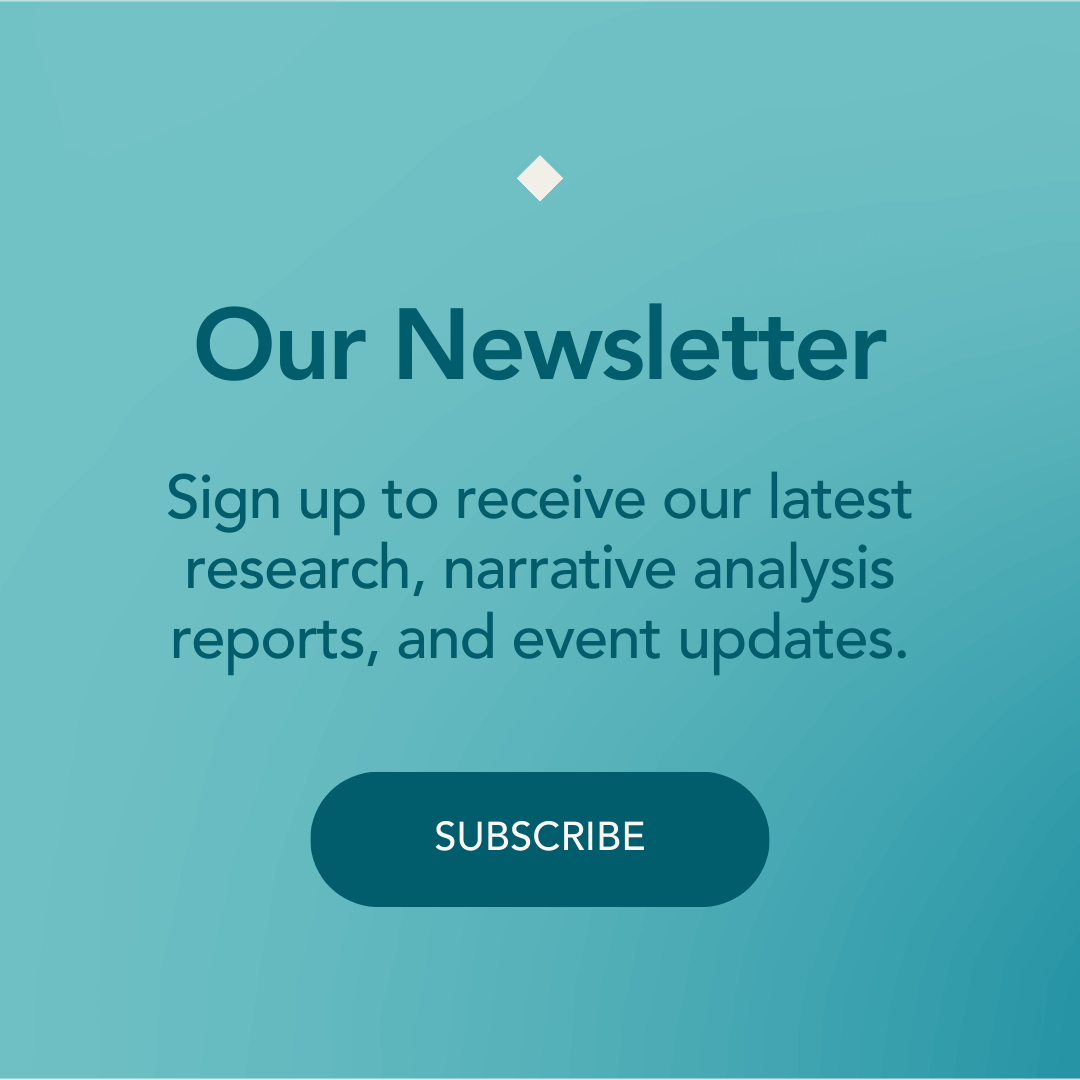 Our Newsletter
Sign up to receive our latest
research, narrative analysis
reports, and event updates.
SUBSCRIBE